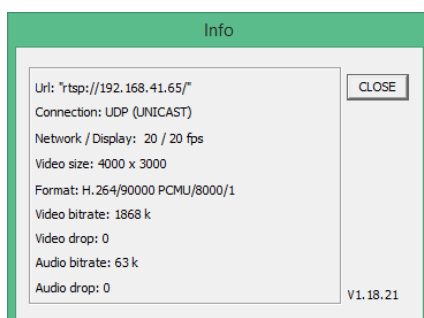 Info
Url: "rtsp://192.168.41.65/"
CLOSE
Connection: UDP (UNICAST)
Network / Display: 20 / 20 fps
Video size: 4000 x 3000
Format: H.264/90000 PCMU/8000/1
Video bitrate: 1868 k
Video drop: 0
Audio bitrate: 63 k
Audio drop: 0
V1.18.21